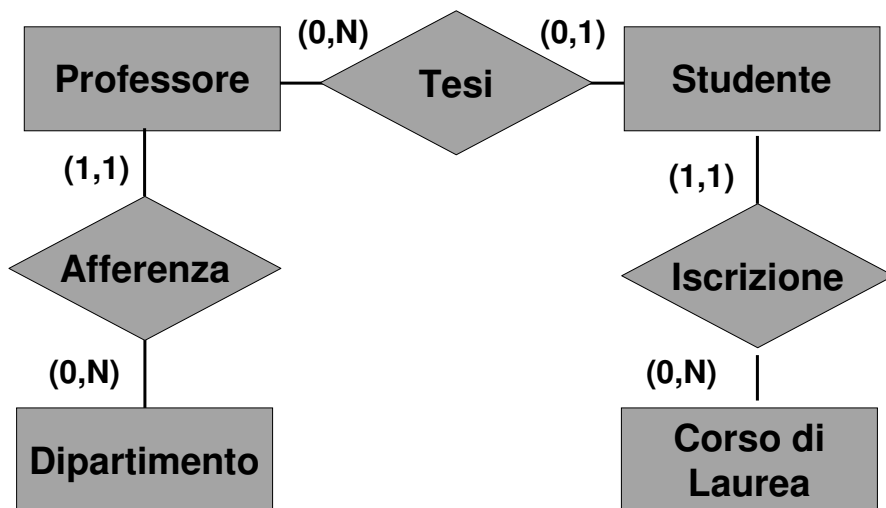 (0,N)
(0,1)
Professore
Tesi
Studente
(1,1)
(1,1)
Afferenza
Iscrizione
(0,N)
(0,N)
Dipartimento
Corso di
Laurea